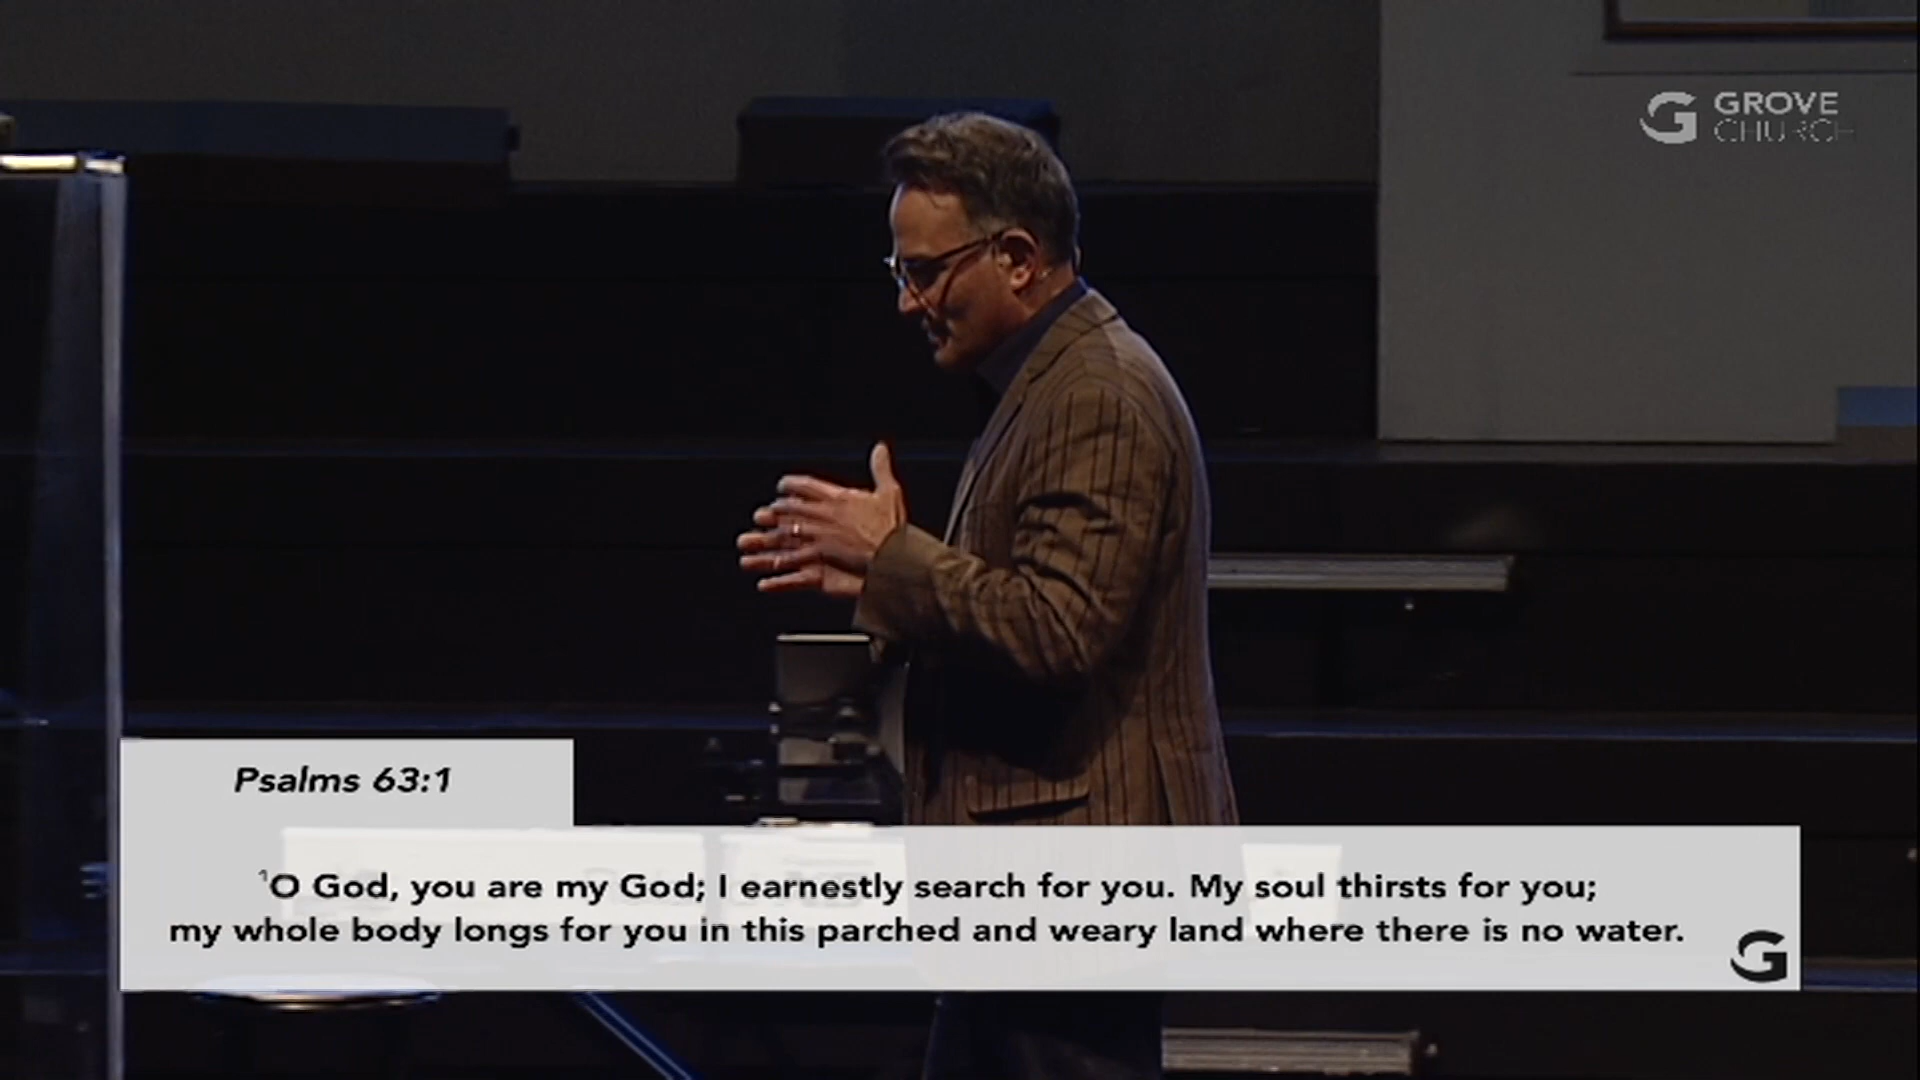 GROVE
CHURCH
Psalms 63:1
¹O God, you are my God; I earnestly search for you. My soul thirsts for you;
my whole body longs for you in this parched and weary land where there is no water.